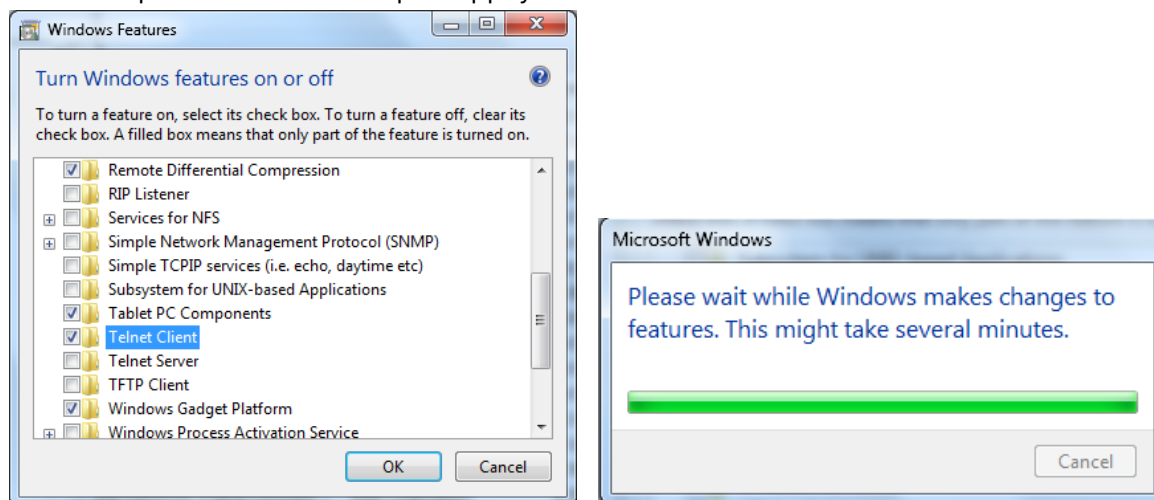 Windows Features
Turn Windows features on or off
To turn a feature on, select its check box. To turn a feature off, clear its
check box. A filled box means that only part of the feature is turned on.
Remote Differential Compression
RIP Listener
Services for NFS
Simple Network Management Protocol (SNMP)
Simple TCPIP services (i.e. echo, daytime etc)
Subsystem for UNIX-based Applications
Tablet PC Components
Telnet Client
Telnet Server
TFTP Client
Windows Gadget Platform
Windows Process Activation Service
OK
Cancel
Microsoft Windows
Please wait while Windows makes changes to
features. This might take several minutes.
Cancel